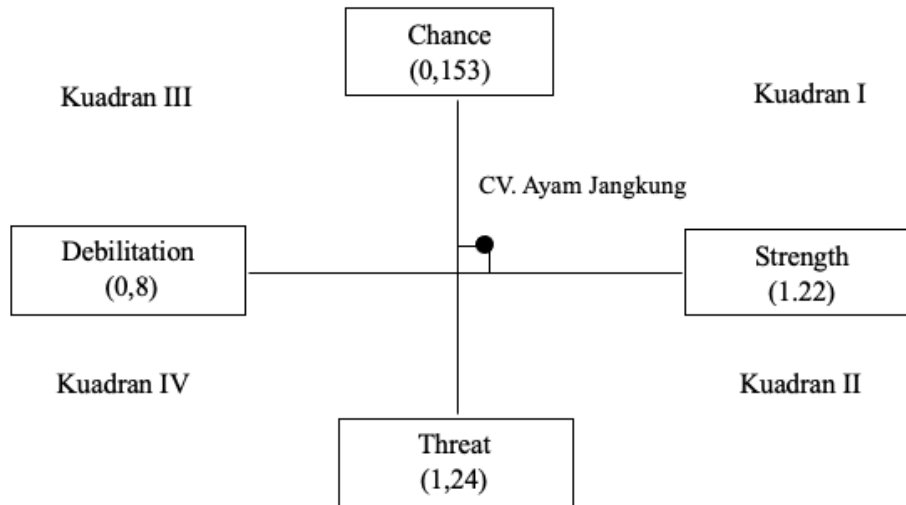 Chance
(0,153)
Kuadran III
Kuadran I
CV. Ayam Jangkung
Debilitation
(0,8)
Strength
(1.22)
Kuadran IV
Kuadran II
Threat
(1,24)